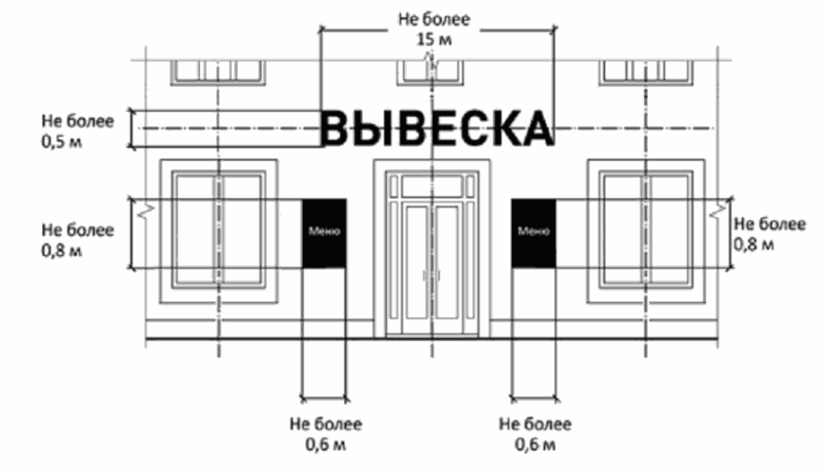 Не более
15 м
Не более
0,5 м
ВЫВЕСКА
Не более
0,8 м
Меню
Меню
Не более
0,8 м
Не более
0,6 м
Не более
0,6 м